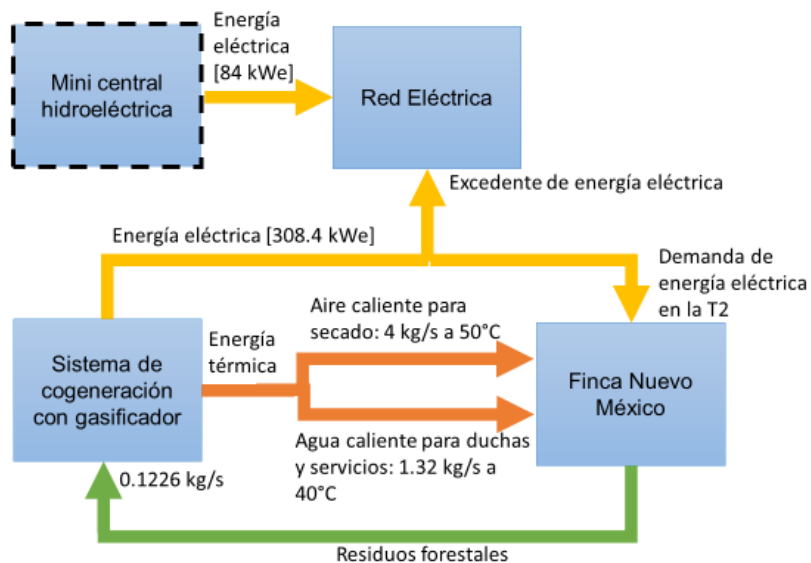 Energía
eléctrica
[84 kWe]
Mini central
hidroeléctrica
Red Eléctrica
Excedente de energía eléctrica
Energía eléctrica [308.4 kWe]
Demanda de
energía eléctrica
en la T2
Aire caliente para
secado: 4 kg/s a 50°C
Energía
térmica
Sistema de
cogeneración
con gasificador
Finca Nuevo
México
Agua caliente para duchas
y servicios: 1.32 kg/s a
40°C
0.1226 kg/s
Residuos forestales